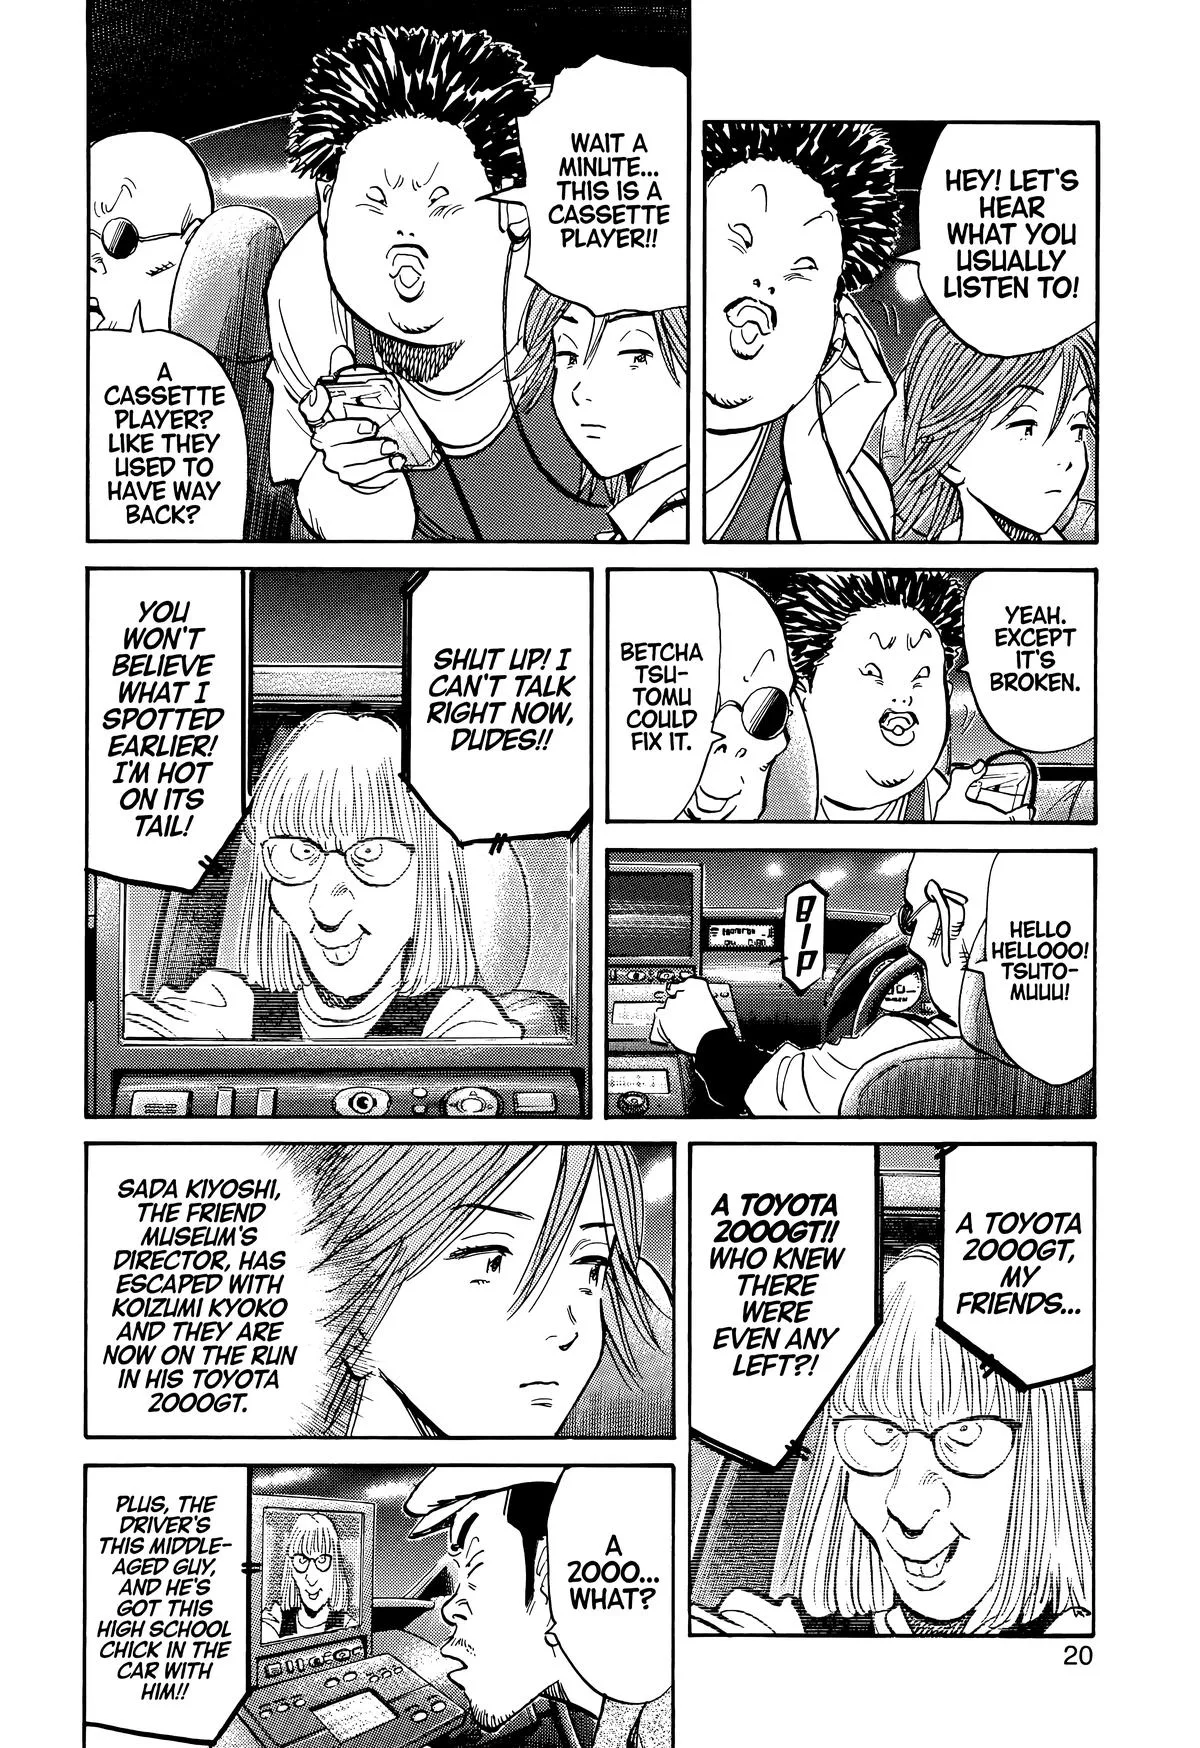 HEY! LET'S
HEAR
WHAT YOU
USUALLY
LISTEN TO!
WAIT A
MINUTE...
THIS IS A
CASSETTE
PLAYER!!
A
CASSETTE
PLAYER?
LIKE THEY
USED TO
HAVE WAY
BACK?
YEAH.
EXCEPT
IT'S
BROKEN.
BETCHA
TSU-
TOMU
COULD
FIX IT.
HELLO
HELLOOO!
TSUTO-
MUUU!
BIP
SHUT UP! I
CAN'T TALK
RIGHT NOW,
DUDES!!
YOU
WON'T
BELIEVE
WHAT I
SPOTTED
EARLIER!
I'M HOT
ON ITS
TAIL!
A TOYOTA
2000GT,
MY
FRIENDS...
A TOYOTA
2000GT!!
WHO KNEW
THERE
WERE
EVEN ANY
LEFT?!
SADA KIYOSHI,
THE FRIEND
MUSEUM'S
DIRECTOR, HAS
ESCAPED WITH
KOIZUMI KYOKO
AND THEY ARE
NOW ON THE RUN
IN HIS TOYOTA
2000GT.
A
2000...
WHAT?
PLUS, THE
DRIVER'S
THIS MIDDLE-
AGED GUY,
AND HE'S
GOT THIS
HIGH SCHOOL
CHICK IN THE
CAR WITH
HIM!!
20